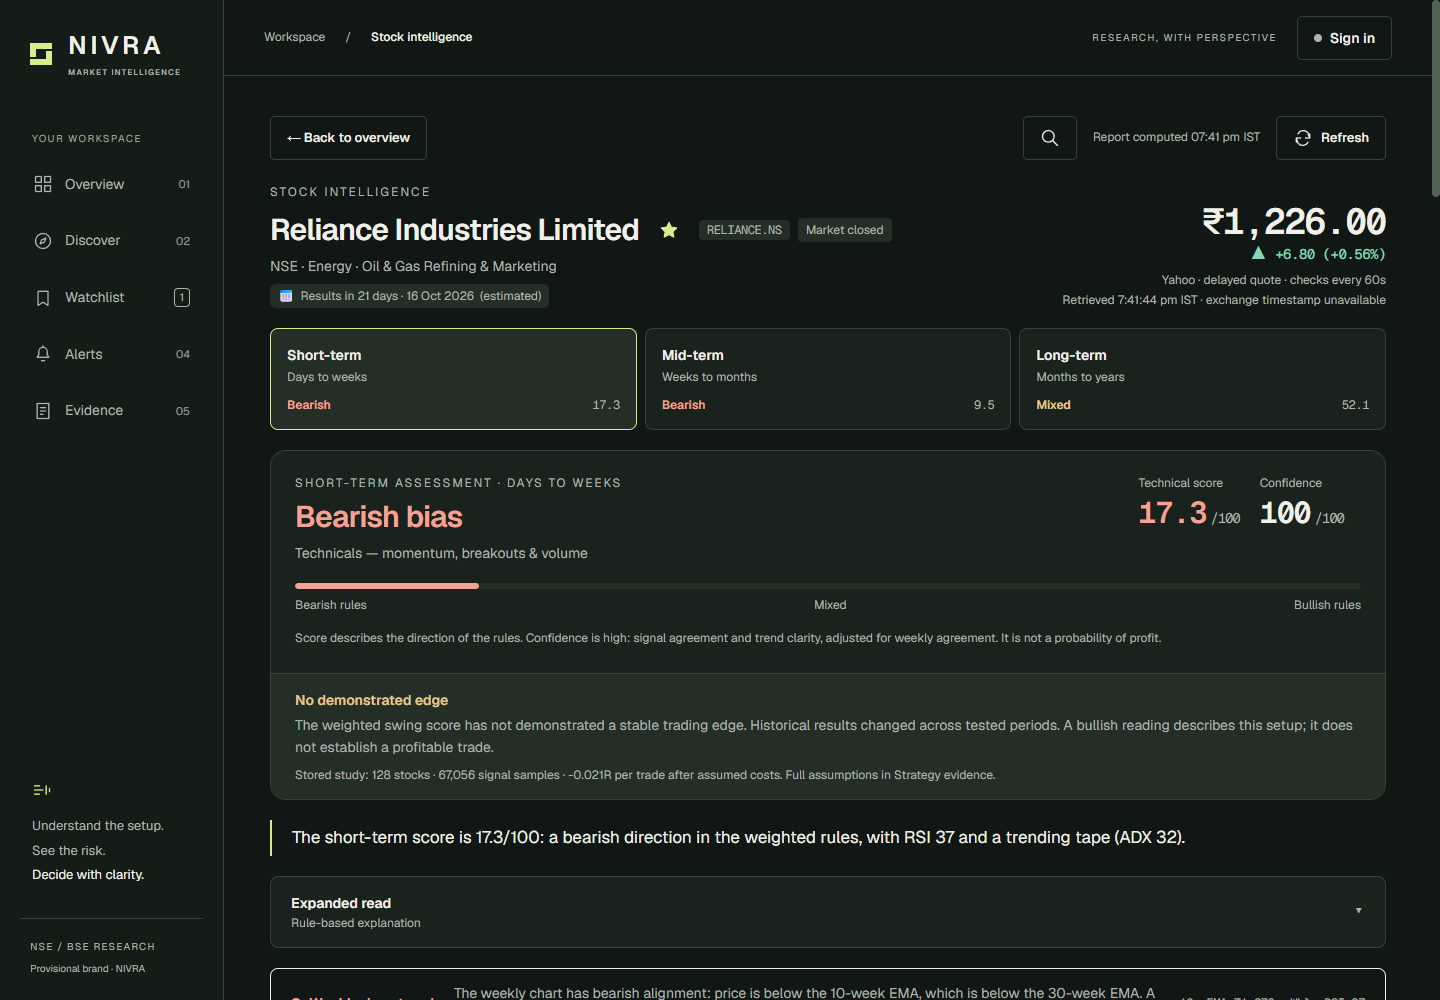 NIVRA
MARKET INTELLIGENCE
YOUR WORKSPACE
Overview 01
Discover 02
Watchlist 1
Alerts 04
Evidence 05
Understand the setup.
See the risk.
Decide with clarity.
NSE / BSE RESEARCH
Provisional brand · NIVRA
Workspace / Stock intelligence
RESEARCH, WITH PERSPECTIVE
Sign in
← Back to overview
Report computed 07:41 pm IST
Refresh
STOCK INTELLIGENCE
Reliance Industries Limited
RELIANCE.NS
Market closed
₹1,226.00
▲ +6.80 (+0.56%)
NSE · Energy · Oil & Gas Refining & Marketing
Yahoo · delayed quote · checks every 60s
Results in 21 days · 16 Oct 2026 (estimated)
Retrieved 7:41:44 pm IST · exchange timestamp unavailable
Short-term
Days to weeks
Bearish 17.3
Mid-term
Weeks to months
Bearish 9.5
Long-term
Months to years
Mixed 52.1
SHORT-TERM ASSESSMENT · DAYS TO WEEKS
Bearish bias
Technicals — momentum, breakouts & volume
Technical score
17.3 /100
Confidence
100 /100
Bearish rules Mixed Bullish rules
Score describes the direction of the rules. Confidence is high: signal agreement and trend clarity, adjusted for weekly agreement. It is not a probability of profit.
No demonstrated edge
The weighted swing score has not demonstrated a stable trading edge. Historical results changed across tested periods. A bullish reading describes this setup; it does
not establish a profitable trade.
Stored study: 128 stocks · 67,056 signal samples · -0.021R per trade after assumed costs. Full assumptions in Strategy evidence.
The short-term score is 17.3/100: a bearish direction in the weighted rules, with RSI 37 and a trending tape (ADX 32).
Expanded read
Rule-based explanation
▼
The weekly chart has bearish alignment: price is below the 10-week EMA, which is below the 30-week EMA. A